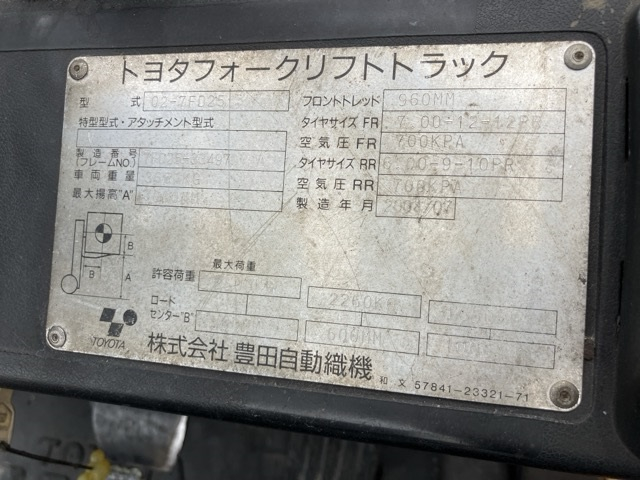 トヨタフォークリフトトラック
型 式 02-7FD25
特型型式・アタッチメント型式
製造番号
(フレームNO.)
車両重量
最大揚高"A"
フロントトレッド 960MM
タイヤサイズ FR 7.00-12-12PR
空気圧 FR 700KPA
タイヤサイズ RR 6.00-9-10PR
空気圧 RR 700KPA
製造年月 2004/07
B
B
A
最大荷重
許容荷重 2260K
ロード
センター"B" 600MM
TOYOTA
株式会社 豊田自動織機
和・文 57841-23321-71